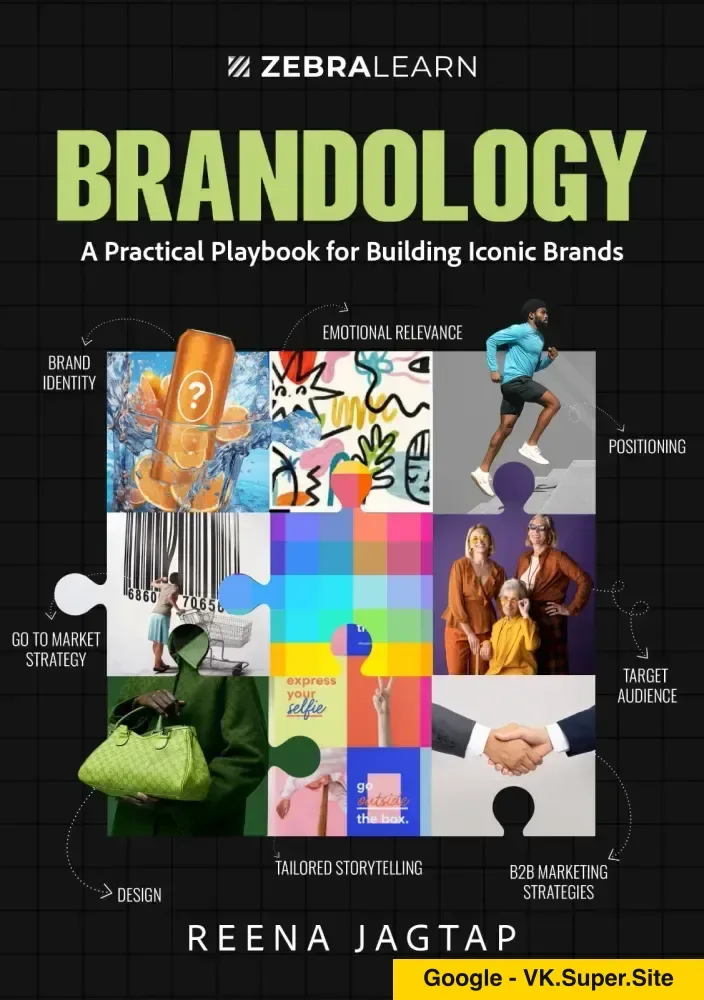 ZEBRALEARN
BRANDOLOGY
A Practical Playbook for Building Iconic Brands
EMOTIONAL RELEVANCE
BRAND
IDENTITY
?
POSITIONING
6860 70650
GO TO MARKET
STRATEGY
TARGET
AUDIENCE
express
your
selfie
go
outside
the box.
TAILORED STORYTELLING
B2B MARKETING
STRATEGIES
DESIGN
REENA JAGTAP
Google - VK.Super.Site